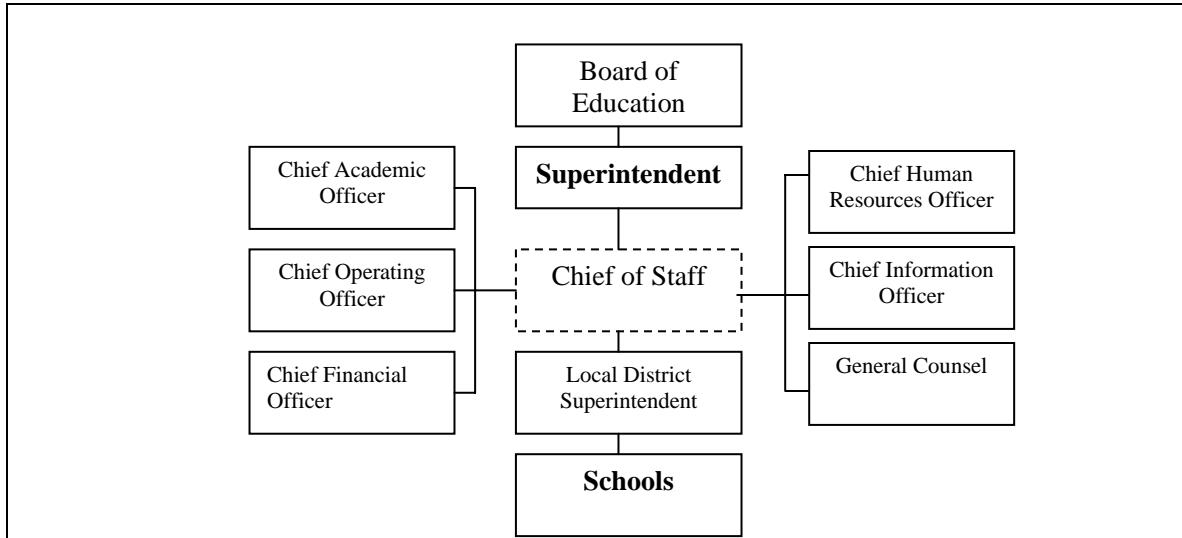 Board of
Education
Superintendent
Chief Academic
Officer
Chief Human
Resources Officer
Chief of Staff
Chief Operating
Officer
Chief Information
Officer
Chief Financial
Officer
Local District
Superintendent
General Counsel
Schools